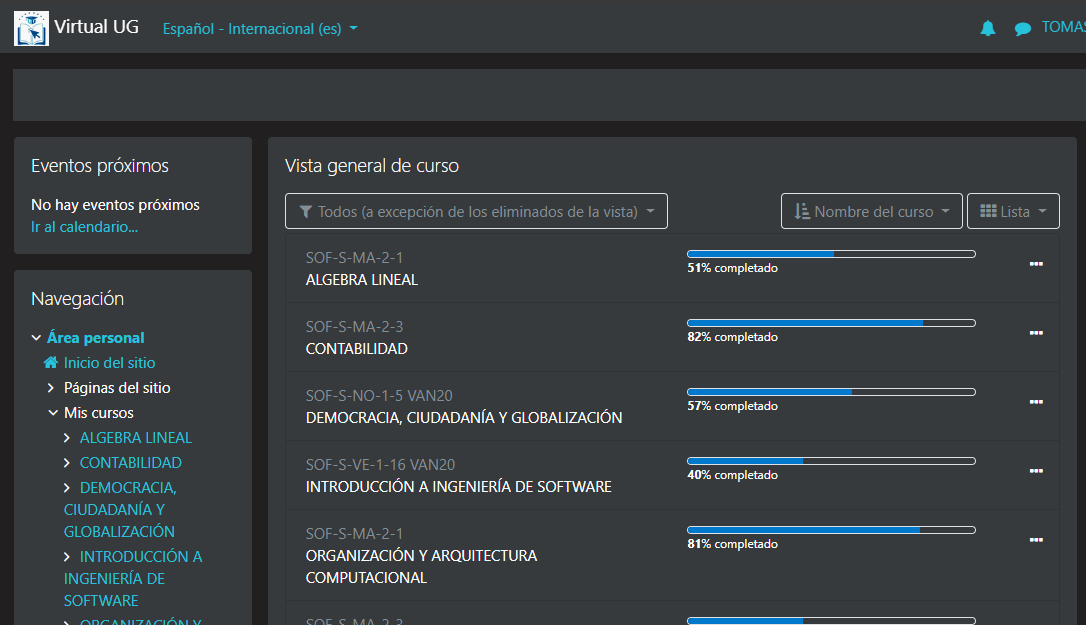 Virtual UG
Español - Internacional (es)
TOMAS
Eventos próximos
No hay eventos próximos
Ir al calendario...
Navegación
Área personal
Inicio del sitio
Páginas del sitio
Mis cursos
ALGEBRA LINEAL
CONTABILIDAD
DEMOCRACIA,
CIUDADANÍA Y
GLOBALIZACIÓN
INTRODUCCIÓN A
INGENIERÍA DE
SOFTWARE
ORGANIZACIÓN Y
Vista general de curso
Todos (a excepción de los eliminados de la vista)
Nombre del curso
Lista
SOF-S-MA-2-1
ALGEBRA LINEAL
51% completado
SOF-S-MA-2-3
CONTABILIDAD
82% completado
SOF-S-NO-1-5 VAN20
DEMOCRACIA, CIUDADANÍA Y GLOBALIZACIÓN
57% completado
SOF-S-VE-1-16 VAN20
INTRODUCCIÓN A INGENIERÍA DE SOFTWARE
40% completado
SOF-S-MA-2-1
ORGANIZACIÓN Y ARQUITECTURA
COMPUTACIONAL
81% completado
SOF-S-MA-2-3